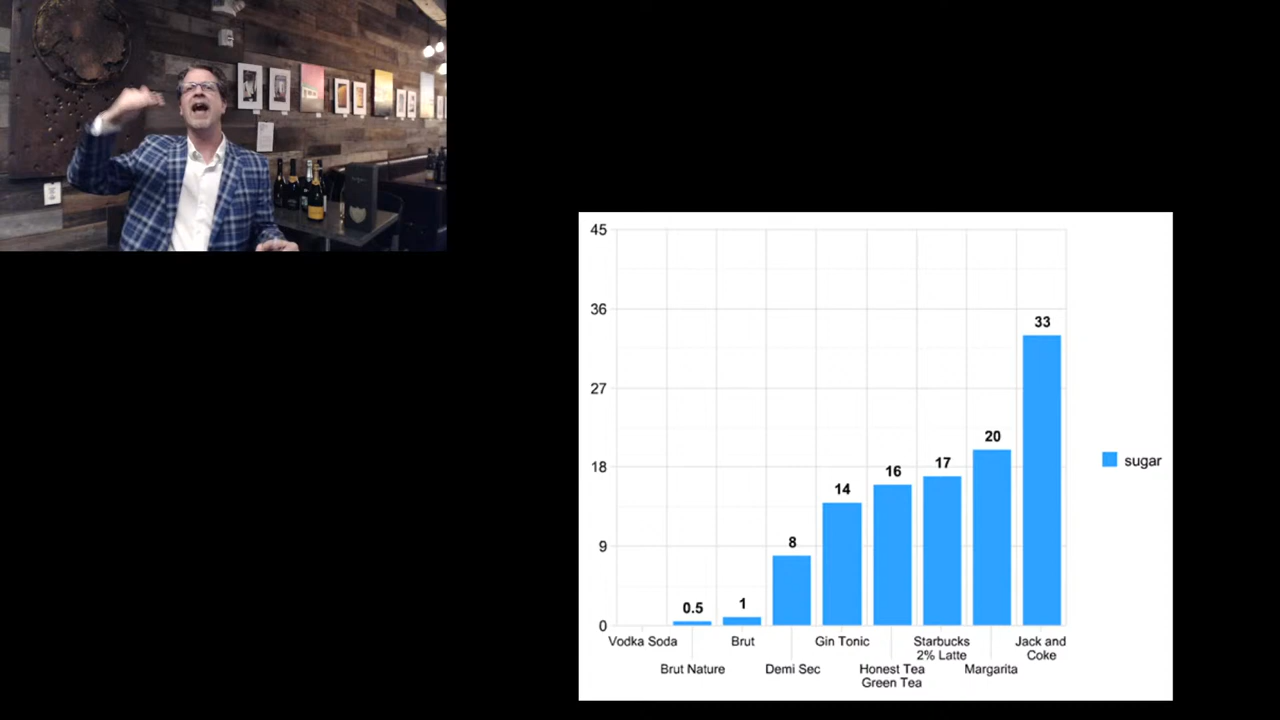 45
36
27
18
9
0
33
20
17
16
14
8
1
0.5
sugar
Vodka Soda
Brut Nature
Brut
Demi Sec
Gin Tonic
Honest Tea
Green Tea
Starbucks
2% Latte
Margarita
Jack and
Coke